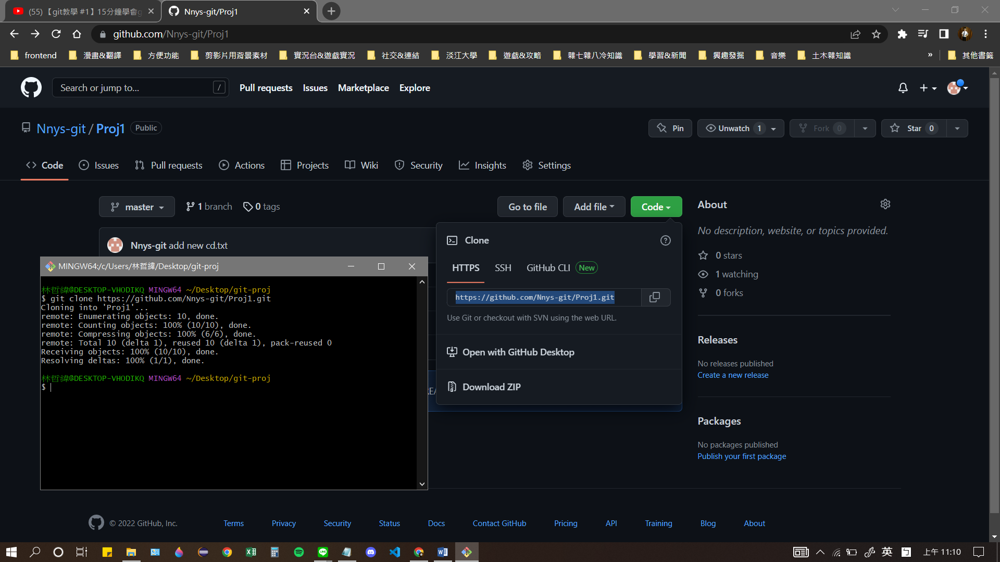 (55) 【git教學 #1】15分鐘學會g
Nnys-git/Proj1
github.com/Nnys-git/Proj1
frontend
漫畫&翻譯
方便功能
剪影片用背景素材
實況台&遊戲實況
社交&連結
淡江大學
遊戲&攻略
雜七雜八冷知識
學習&新聞
興趣發掘
音樂
土木雜知識
»
其他書籤
Search or jump to...
/
Pull requests
Issues
Marketplace
Explore
Nnys-git / Proj1
Public
Pin
Unwatch 1
Fork 0
Star 0
Code
Issues
Pull requests
Actions
Projects
Wiki
Security
Insights
Settings
master
1 branch
0 tags
Go to file
Add file
Code
About
No description, website, or topics provided.
0 stars
1 watching
0 forks
Nnys-git add new cd.txt
Clone
HTTPS
SSH
GitHub CLI New
https://github.com/Nnys-git/Proj1.git
Use Git or checkout with SVN using the web URL.
Open with GitHub Desktop
Download ZIP
MINGW64:/c/Users/林哲緯/Desktop/git-proj
林哲緯@DESKTOP-VHODIKQ MINGW64 ~/Desktop/git-proj
$ git clone https://github.com/Nnys-git/Proj1.git
Cloning into 'Proj1'...
remote: Enumerating objects: 10, done.
remote: Counting objects: 100% (10/10), done.
remote: Compressing objects: 100% (6/6), done.
remote: Total 10 (delta 1), reused 10 (delta 1), pack-reused 0
Receiving objects: 100% (10/10), done.
Resolving deltas: 100% (1/1), done.
林哲緯@DESKTOP-VHODIKQ MINGW64 ~/Desktop/git-proj
$
Releases
No releases published
Create a new release
Packages
No packages published
Publish your first package
© 2022 GitHub, Inc.
Terms
Privacy
Security
Status
Docs
Contact GitHub
Pricing
API
Training
Blog
About
英
上午 11:10